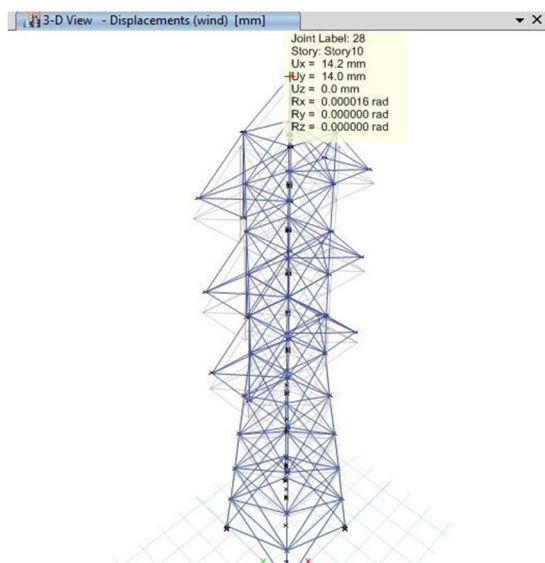 3-D View - Displacements (wind) [mm]
Joint Label: 28
Story: Story10
Ux = 14.2 mm
Uy = 14.0 mm
Uz = 0.0 mm
Rx = 0.000016 rad
Ry = 0.000000 rad
Rz = 0.000000 rad